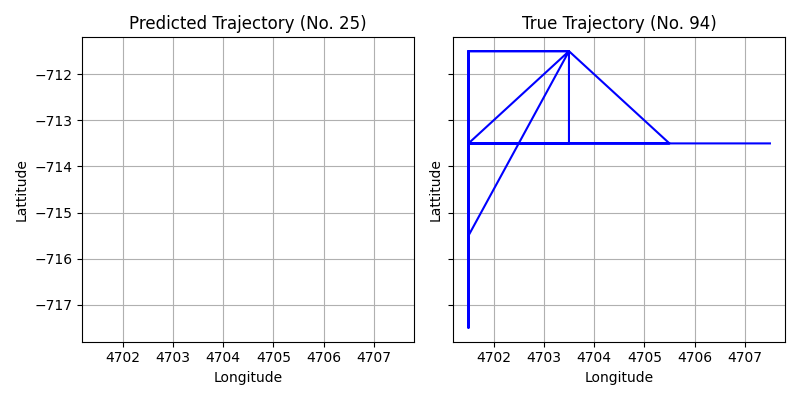 Predicted Trajectory (No. 25)
True Trajectory (No. 94)
−712
−713
−714
−715
−716
−717
Lattitude
Lattitude
4702 4703 4704 4705 4706 4707
4702 4703 4704 4705 4706 4707
Longitude
Longitude